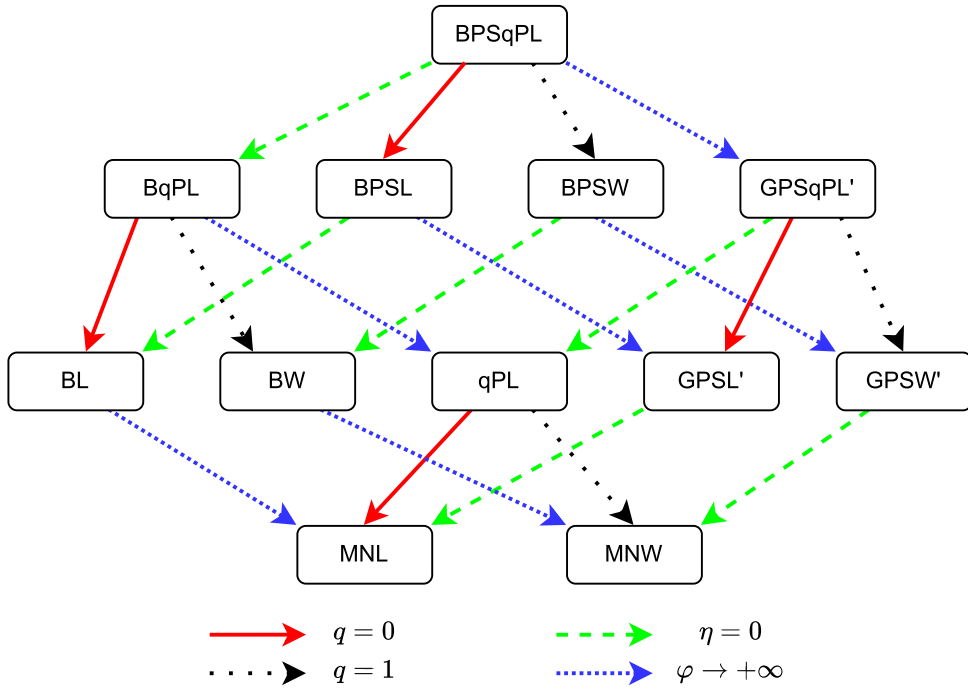 BPSqPL
BqPL BPSL BPSW GPSqPL'
BL BW qPL GPSL' GPSW'
MNL MNW
q = 0 η = 0
q = 1 φ → +∞